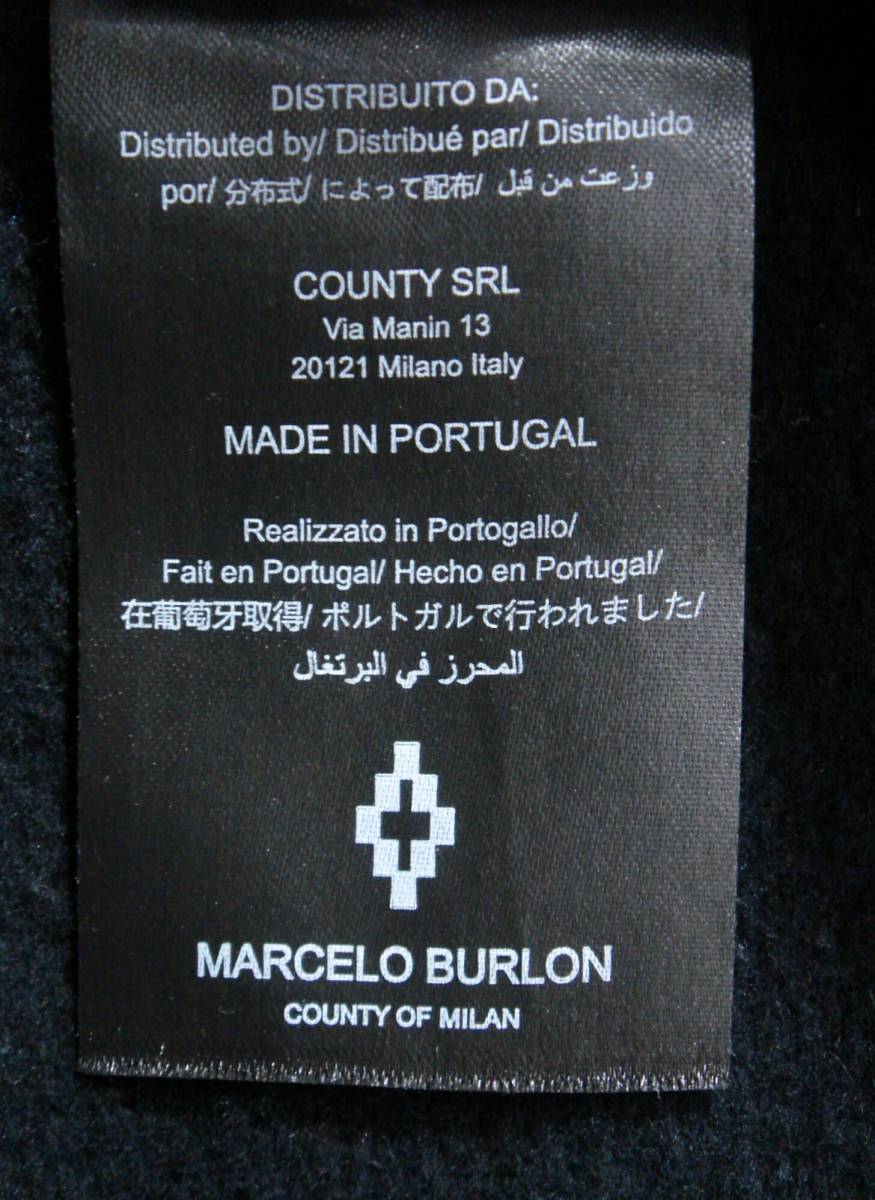 DISTRIBUITO DA:
Distributed by/ Distribué par/ Distribuido
por/ 分布式/ によって配布/ وزعت من قبل
COUNTY SRL
Via Manin 13
20121 Milano Italy
MADE IN PORTUGAL
Realizzato in Portogallo/
Fait en Portugal/ Hecho en Portugal/
在葡萄牙取得/ ポルトガルで行われました/
المحرز في البرتغال
MARCELO BURLON
COUNTY OF MILAN